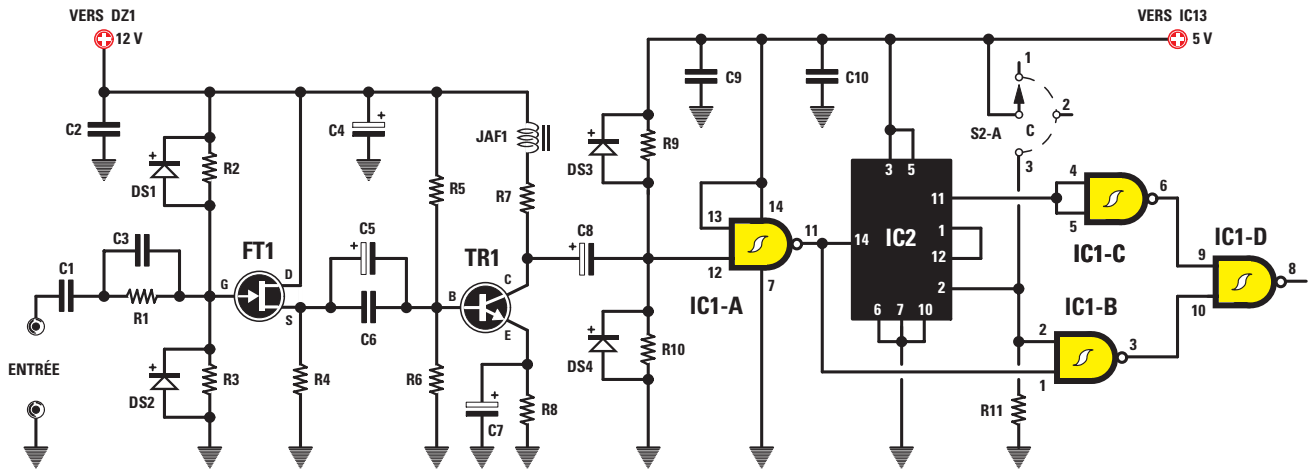 VERS DZ1
12 V
VERS IC13
5 V
C2
DS1
R2
C4
R5
JAF1
R7
DS3
R9
C9
C10
S2-A
1
2
C
3
C3
C1
R1
FT1
G
D
S
C5
C6
TR1
B
C
E
C8
13
14
12
11
7
IC1-A
3
5
14
IC2
11
1
12
2
6
7
10
4
5
6
IC1-C
IC1-D
9
10
8
IC1-B
2
1
3
ENTRÉE
DS2
R3
R4
R6
C7
R8
DS4
R10
R11
+
+
+
+
+
+
+
+